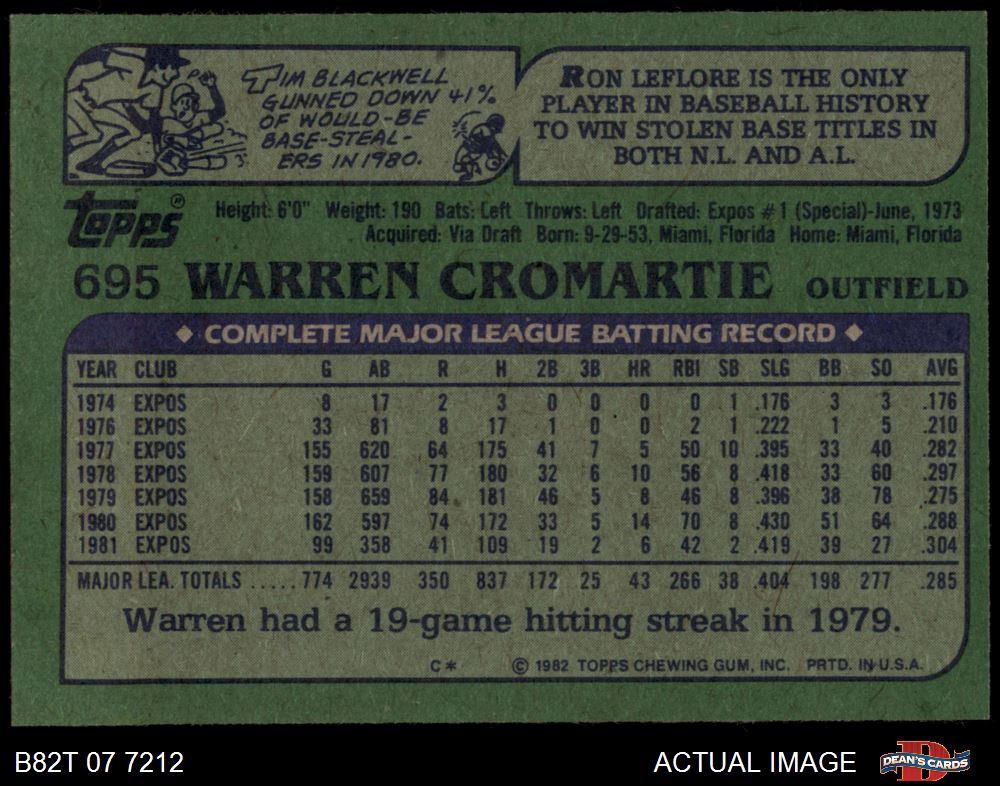 TIM BLACKWELL
GUNNED DOWN 41%
OF WOULD-BE
BASE-STEAL-
ERS IN 1980.
RON LEFLORE IS THE ONLY
PLAYER IN BASEBALL HISTORY
TO WIN STOLEN BASE TITLES IN
BOTH N.L. AND A.L.
TOPPS®
Height: 6'0" Weight: 190 Bats: Left Throws: Left Drafted: Expos #1 (Special)-June, 1973
Acquired: Via Draft Born: 9-29-53, Miami, Florida Home: Miami, Florida
695 WARREN CROMARTIE OUTFIELD
◆ COMPLETE MAJOR LEAGUE BATTING RECORD ◆
YEAR CLUB G AB R H 2B 3B HR RBI SB SLG BB SO AVG
1974 EXPOS 8 17 2 3 0 0 0 0 1 .176 3 3 .176
1976 EXPOS 33 81 8 17 1 0 0 2 1 .222 1 5 .210
1977 EXPOS 155 620 64 175 41 7 5 50 10 .395 33 40 .282
1978 EXPOS 159 607 77 180 32 6 10 56 8 .418 33 60 .297
1979 EXPOS 158 659 84 181 46 5 8 46 8 .396 38 78 .275
1980 EXPOS 162 597 74 172 33 5 14 70 8 .430 51 64 .288
1981 EXPOS 99 358 41 109 19 2 6 42 2 .419 39 27 .304
MAJOR LEA. TOTALS .....774 2939 350 837 172 25 43 266 38 .404 198 277 .285
Warren had a 19-game hitting streak in 1979.
C* © 1982 TOPPS CHEWING GUM, INC. PRTD. IN U.S.A.
B82T 07 7212 ACTUAL IMAGE D DEAN'S CARDS